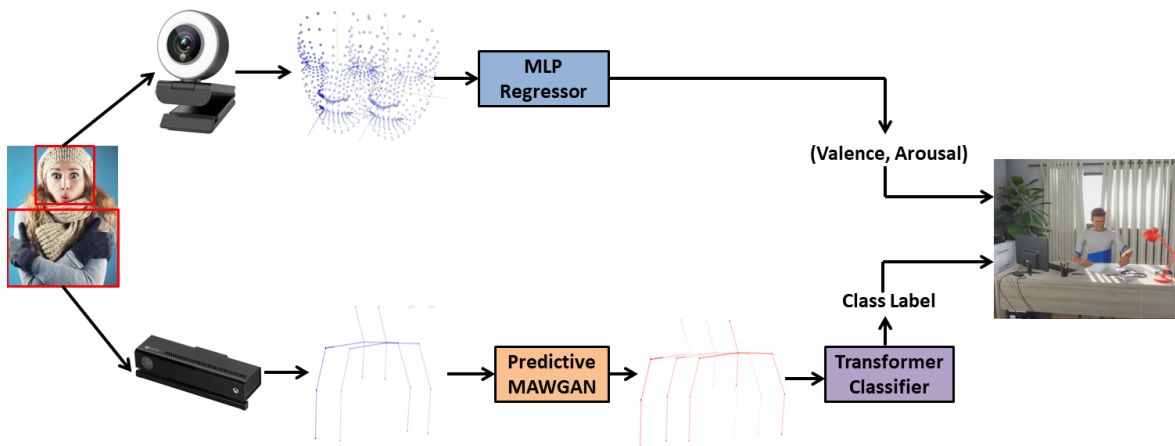 MLP
Regressor
(Valence, Arousal)
Class Label
Predictive
MAWGAN
Transformer
Classifier